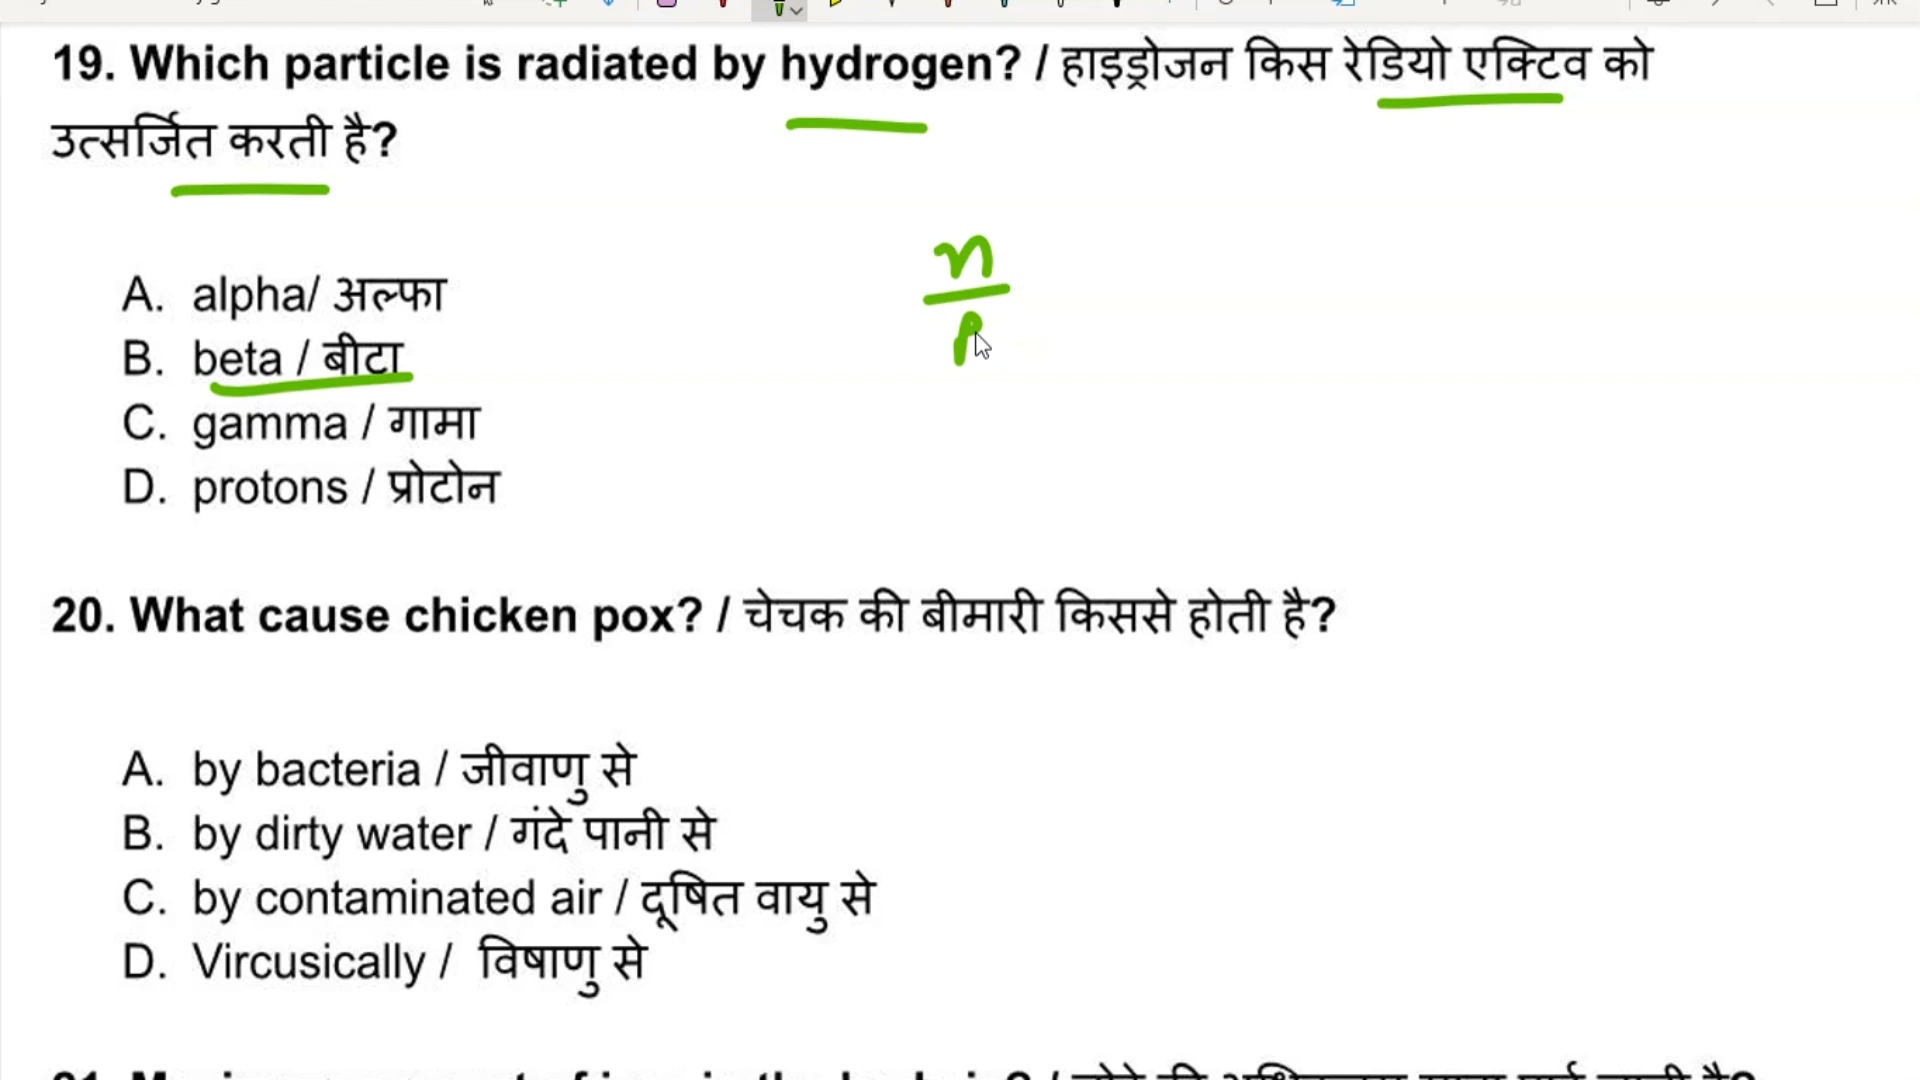 19. Which particle is radiated by hydrogen? / हाइड्रोजन किस रेडियो एक्टिव को
उत्सर्जित करती है?
n
p
A. alpha/ अल्फा
B. beta / बीटा
C. gamma / गामा
D. protons / प्रोटोन
20. What cause chicken pox? / चेचक की बीमारी किससे होती है?
A. by bacteria / जीवाणु से
B. by dirty water / गंदे पानी से
C. by contaminated air / दूषित वायु से
D. Vircusically / विषाणु से